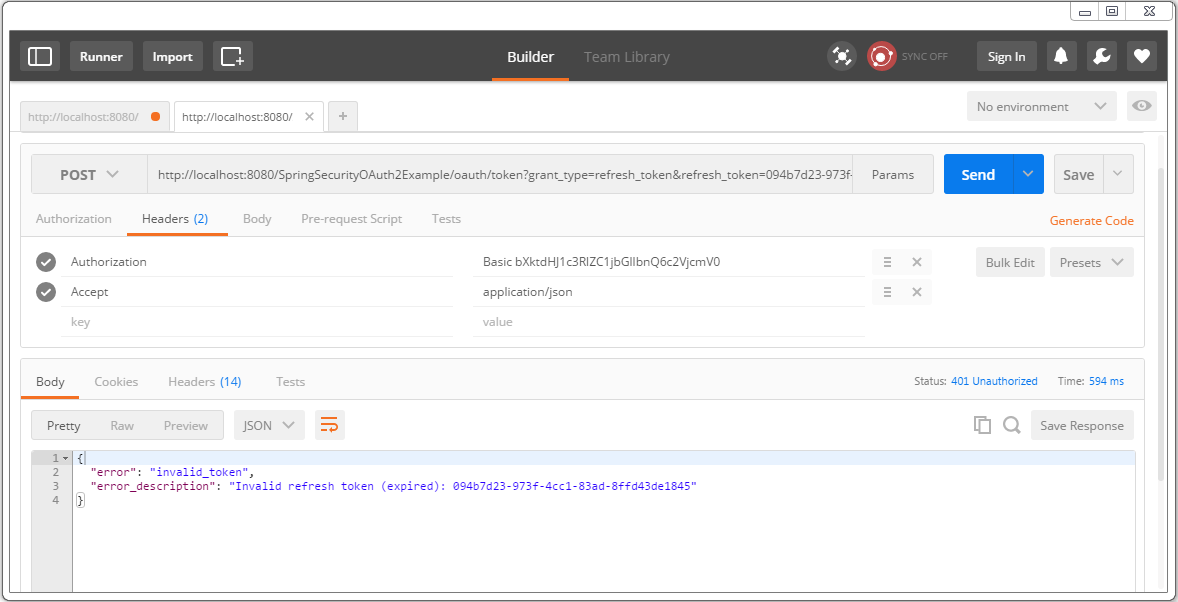 Runner Import Builder Team Library SYNC OFF Sign In
http://localhost:8080/ http://localhost:8080/ + No environment
POST http://localhost:8080/SpringSecurityOAuth2Example/oauth/token?grant_type=refresh_token&refresh_token=094b7d23-973f- Params Send Save
Authorization Headers (2) Body Pre-request Script Tests Generate Code
Authorization Basic bXktdHJ1c3RlZC1jbGllbnQ6c2VjcmV0 Bulk Edit Presets
Accept application/json
key value
Body Cookies Headers (14) Tests Status: 401 Unauthorized Time: 594 ms
Pretty Raw Preview JSON Save Response
1 {
2 "error": "invalid_token",
3 "error_description": "Invalid refresh token (expired): 094b7d23-973f-4cc1-83ad-8ffd43de1845"
4 }